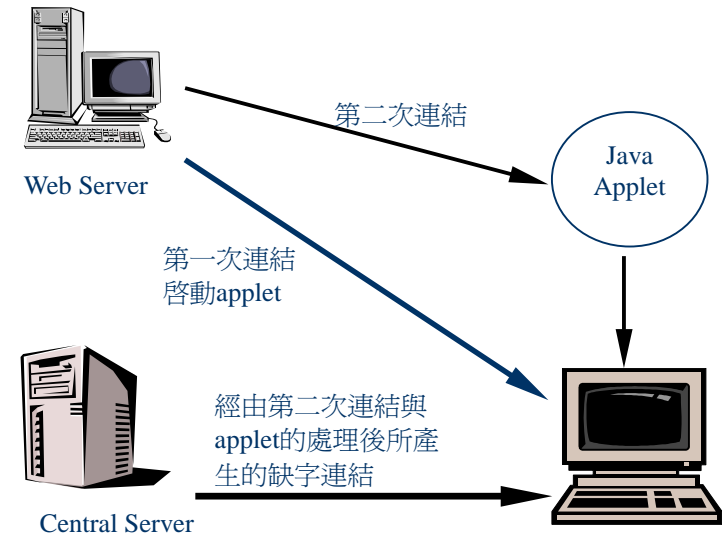 第二次連結
Java
Applet
Web Server
第一次連結
啓動applet
經由第二次連結與
applet的處理後所產
生的缺字連結
Central Server